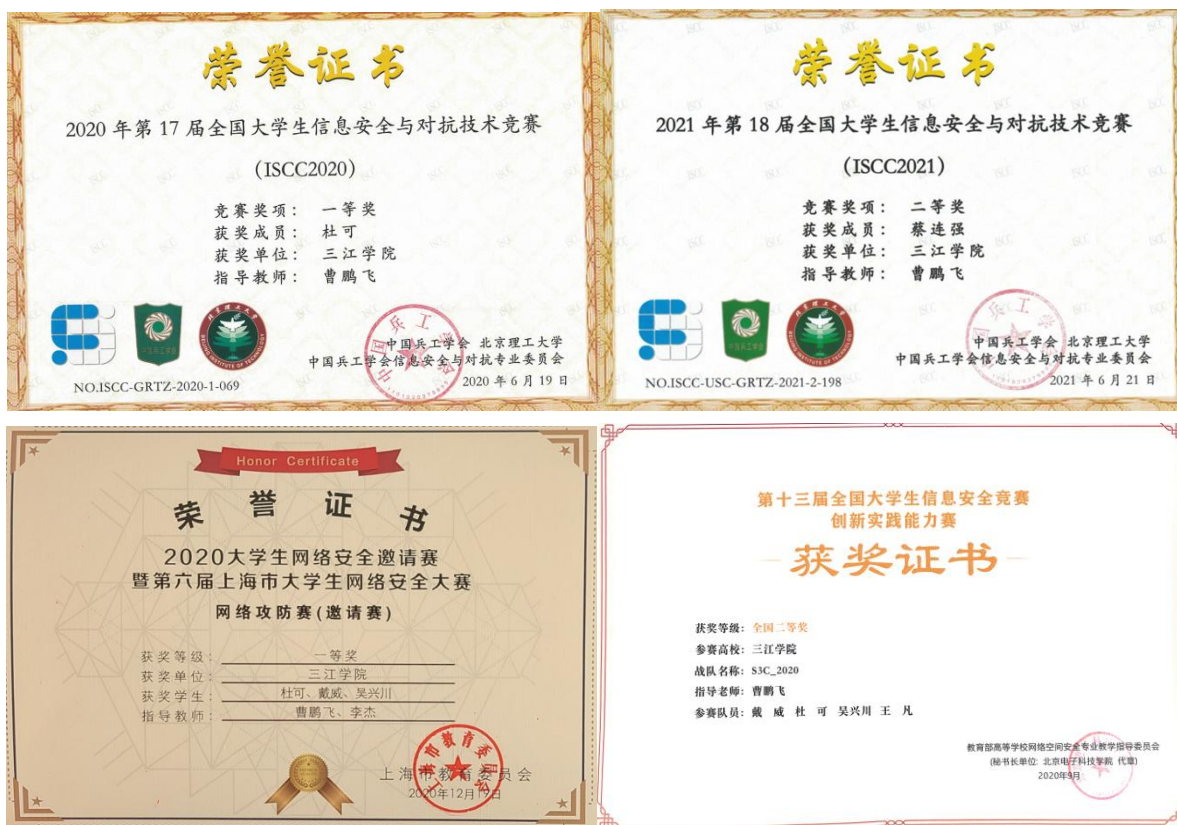 荣誉证书
2020 年第 17 届全国大学生信息安全与对抗技术竞赛
(ISCC2020)
竞赛奖项： 一等奖
获奖成员： 杜可
获奖单位： 三江学院
指导教师： 曹鹏飞
中国兵工学会 北京理工大学
中国兵工学会信息安全与对抗专业委员会
NO.ISCC-GRTZ-2020-1-069
2020 年 6 月 19 日
荣誉证书
2021 年第 18 届全国大学生信息安全与对抗技术竞赛
(ISCC2021)
竞赛奖项： 二等奖
获奖成员： 蔡连强
获奖单位： 三江学院
指导教师： 曹鹏飞
中国兵工学会 北京理工大学
中国兵工学会信息安全与对抗专业委员会
NO.ISCC-USC-GRTZ-2021-2-198
2021 年 6 月 21 日
Honor Certificate
荣誉证书
2020大学生网络安全邀请赛
暨第六届上海市大学生网络安全大赛
网络攻防赛(邀请赛)
获奖等级： 一等奖
获奖单位： 三江学院
获奖学生： 杜可、戴威、吴兴川
指导教师： 曹鹏飞、李杰
上海市教育委员会
2020年12月19日
第十三届全国大学生信息安全竞赛
创新实践能力赛
获奖证书
获奖等级: 全国二等奖
参赛高校: 三江学院
战队名称: S3C_2020
指导老师: 曹鹏飞
参赛队员: 戴 威 杜 可 吴兴川 王 凡
教育部高等学校网络空间安全专业教学指导委员会
(秘书长单位: 北京电子科技学院 代章)
2020年9月